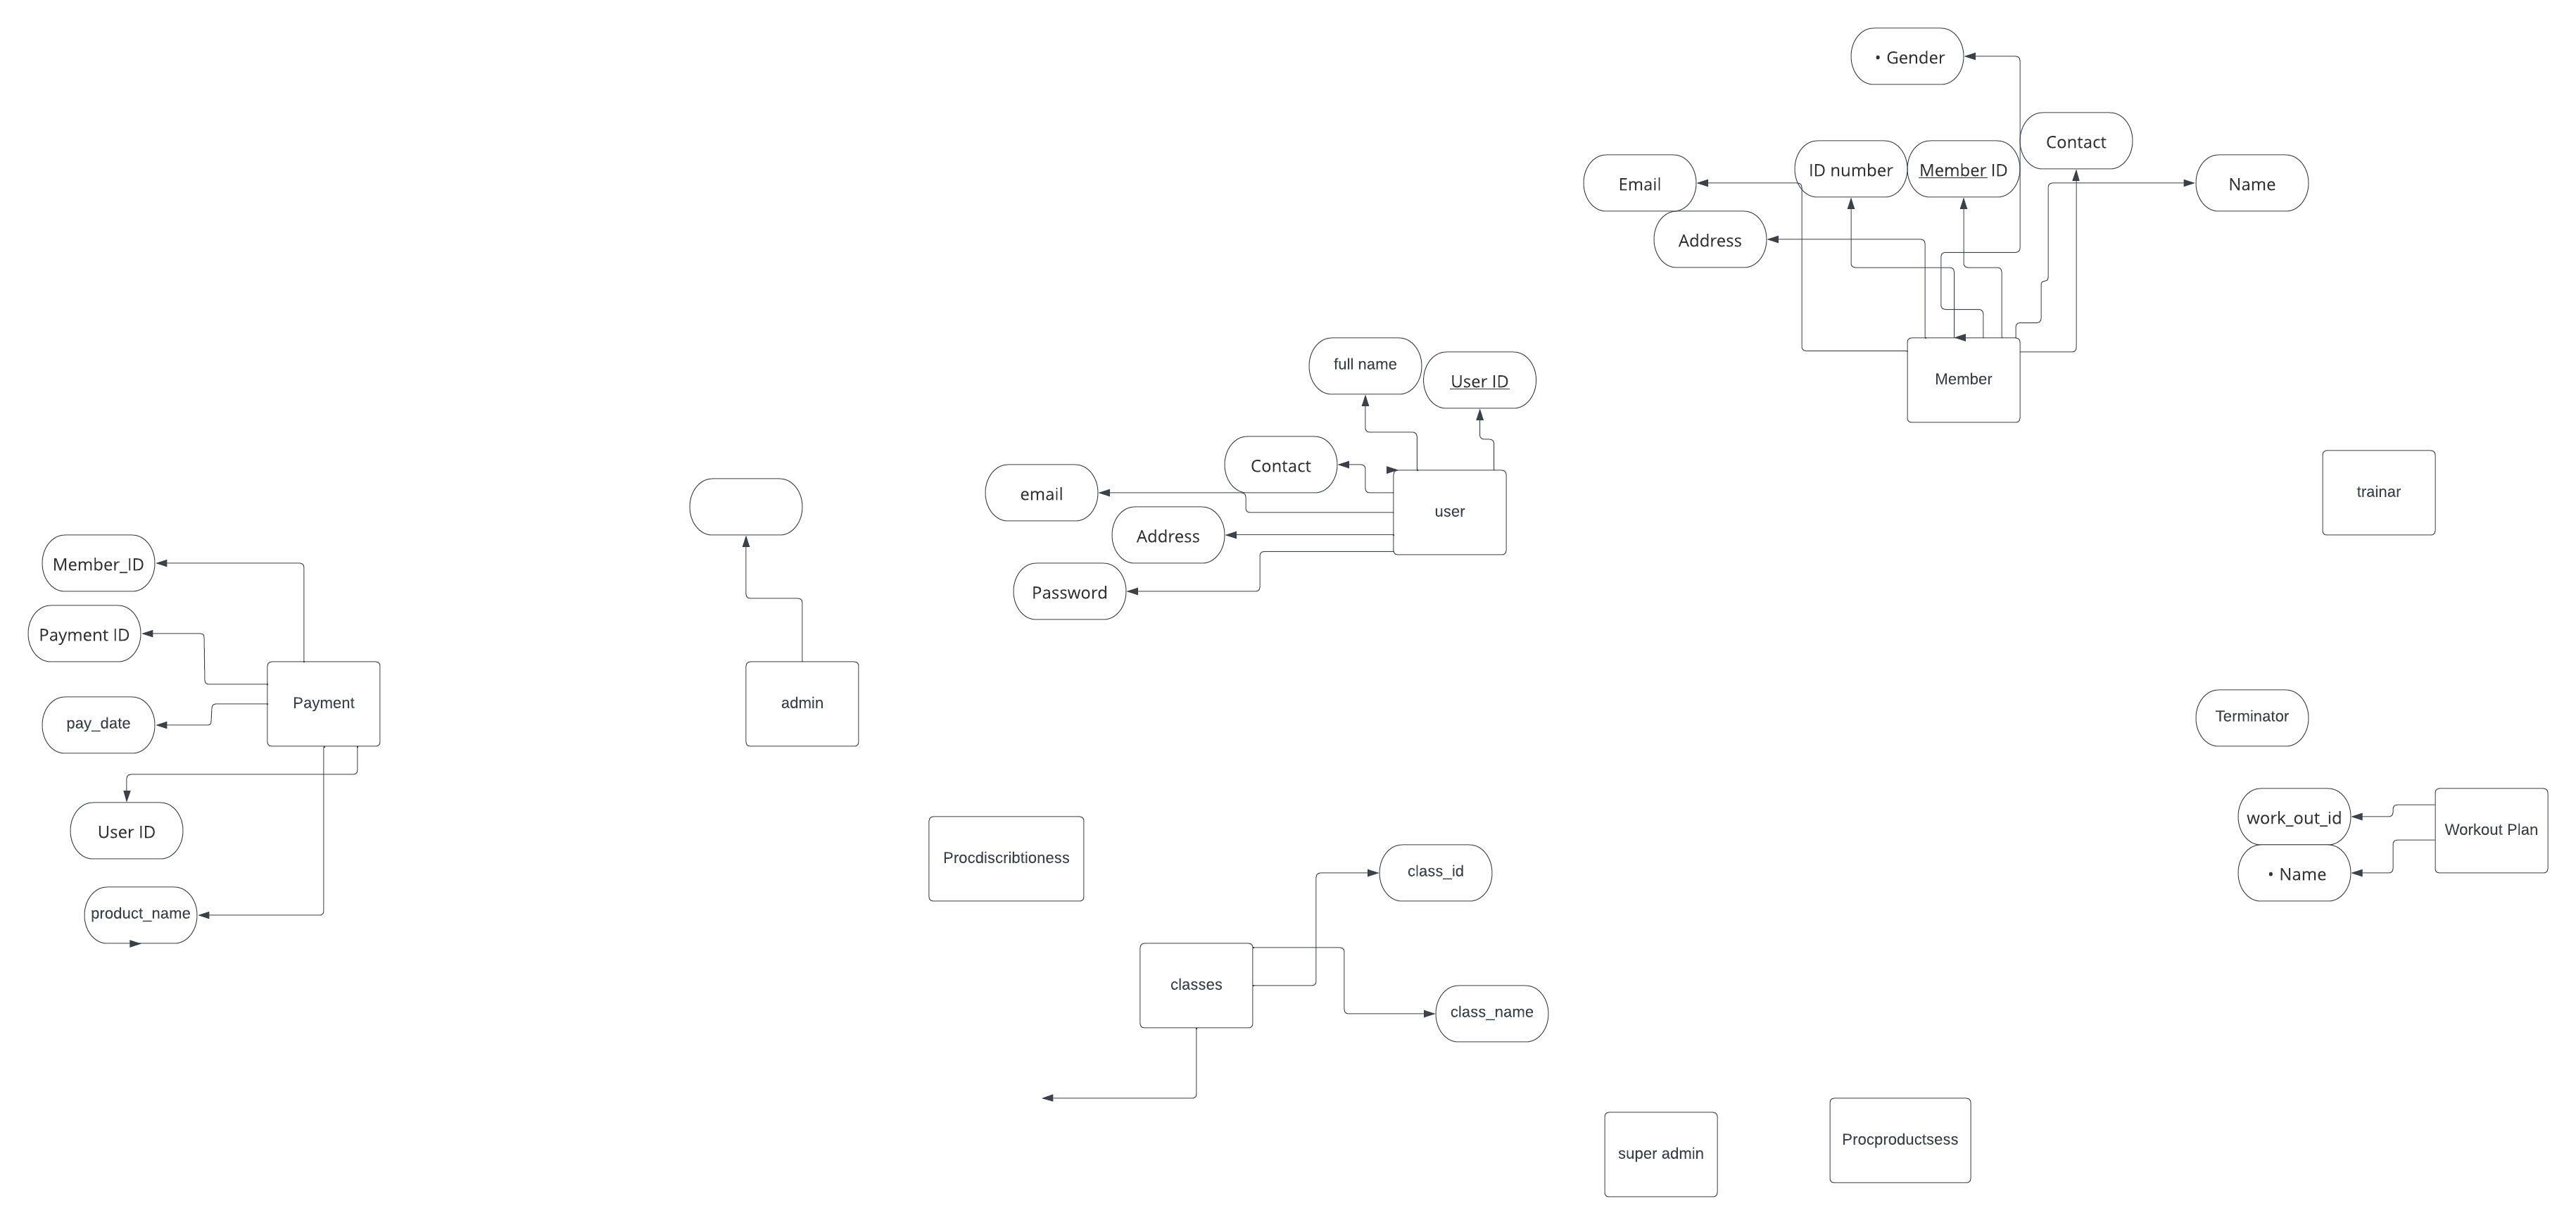 • Gender
Contact
ID number
Member ID
Email
Name
Address
Member
full name
User ID
Contact
email
user
trainar
Address
Password
Member_ID
Payment ID
Payment
admin
pay_date
Terminator
User ID
work_out_id
Workout Plan
Procdiscribtioness
class_id
• Name
product_name
classes
class_name
Procproductsess
super admin